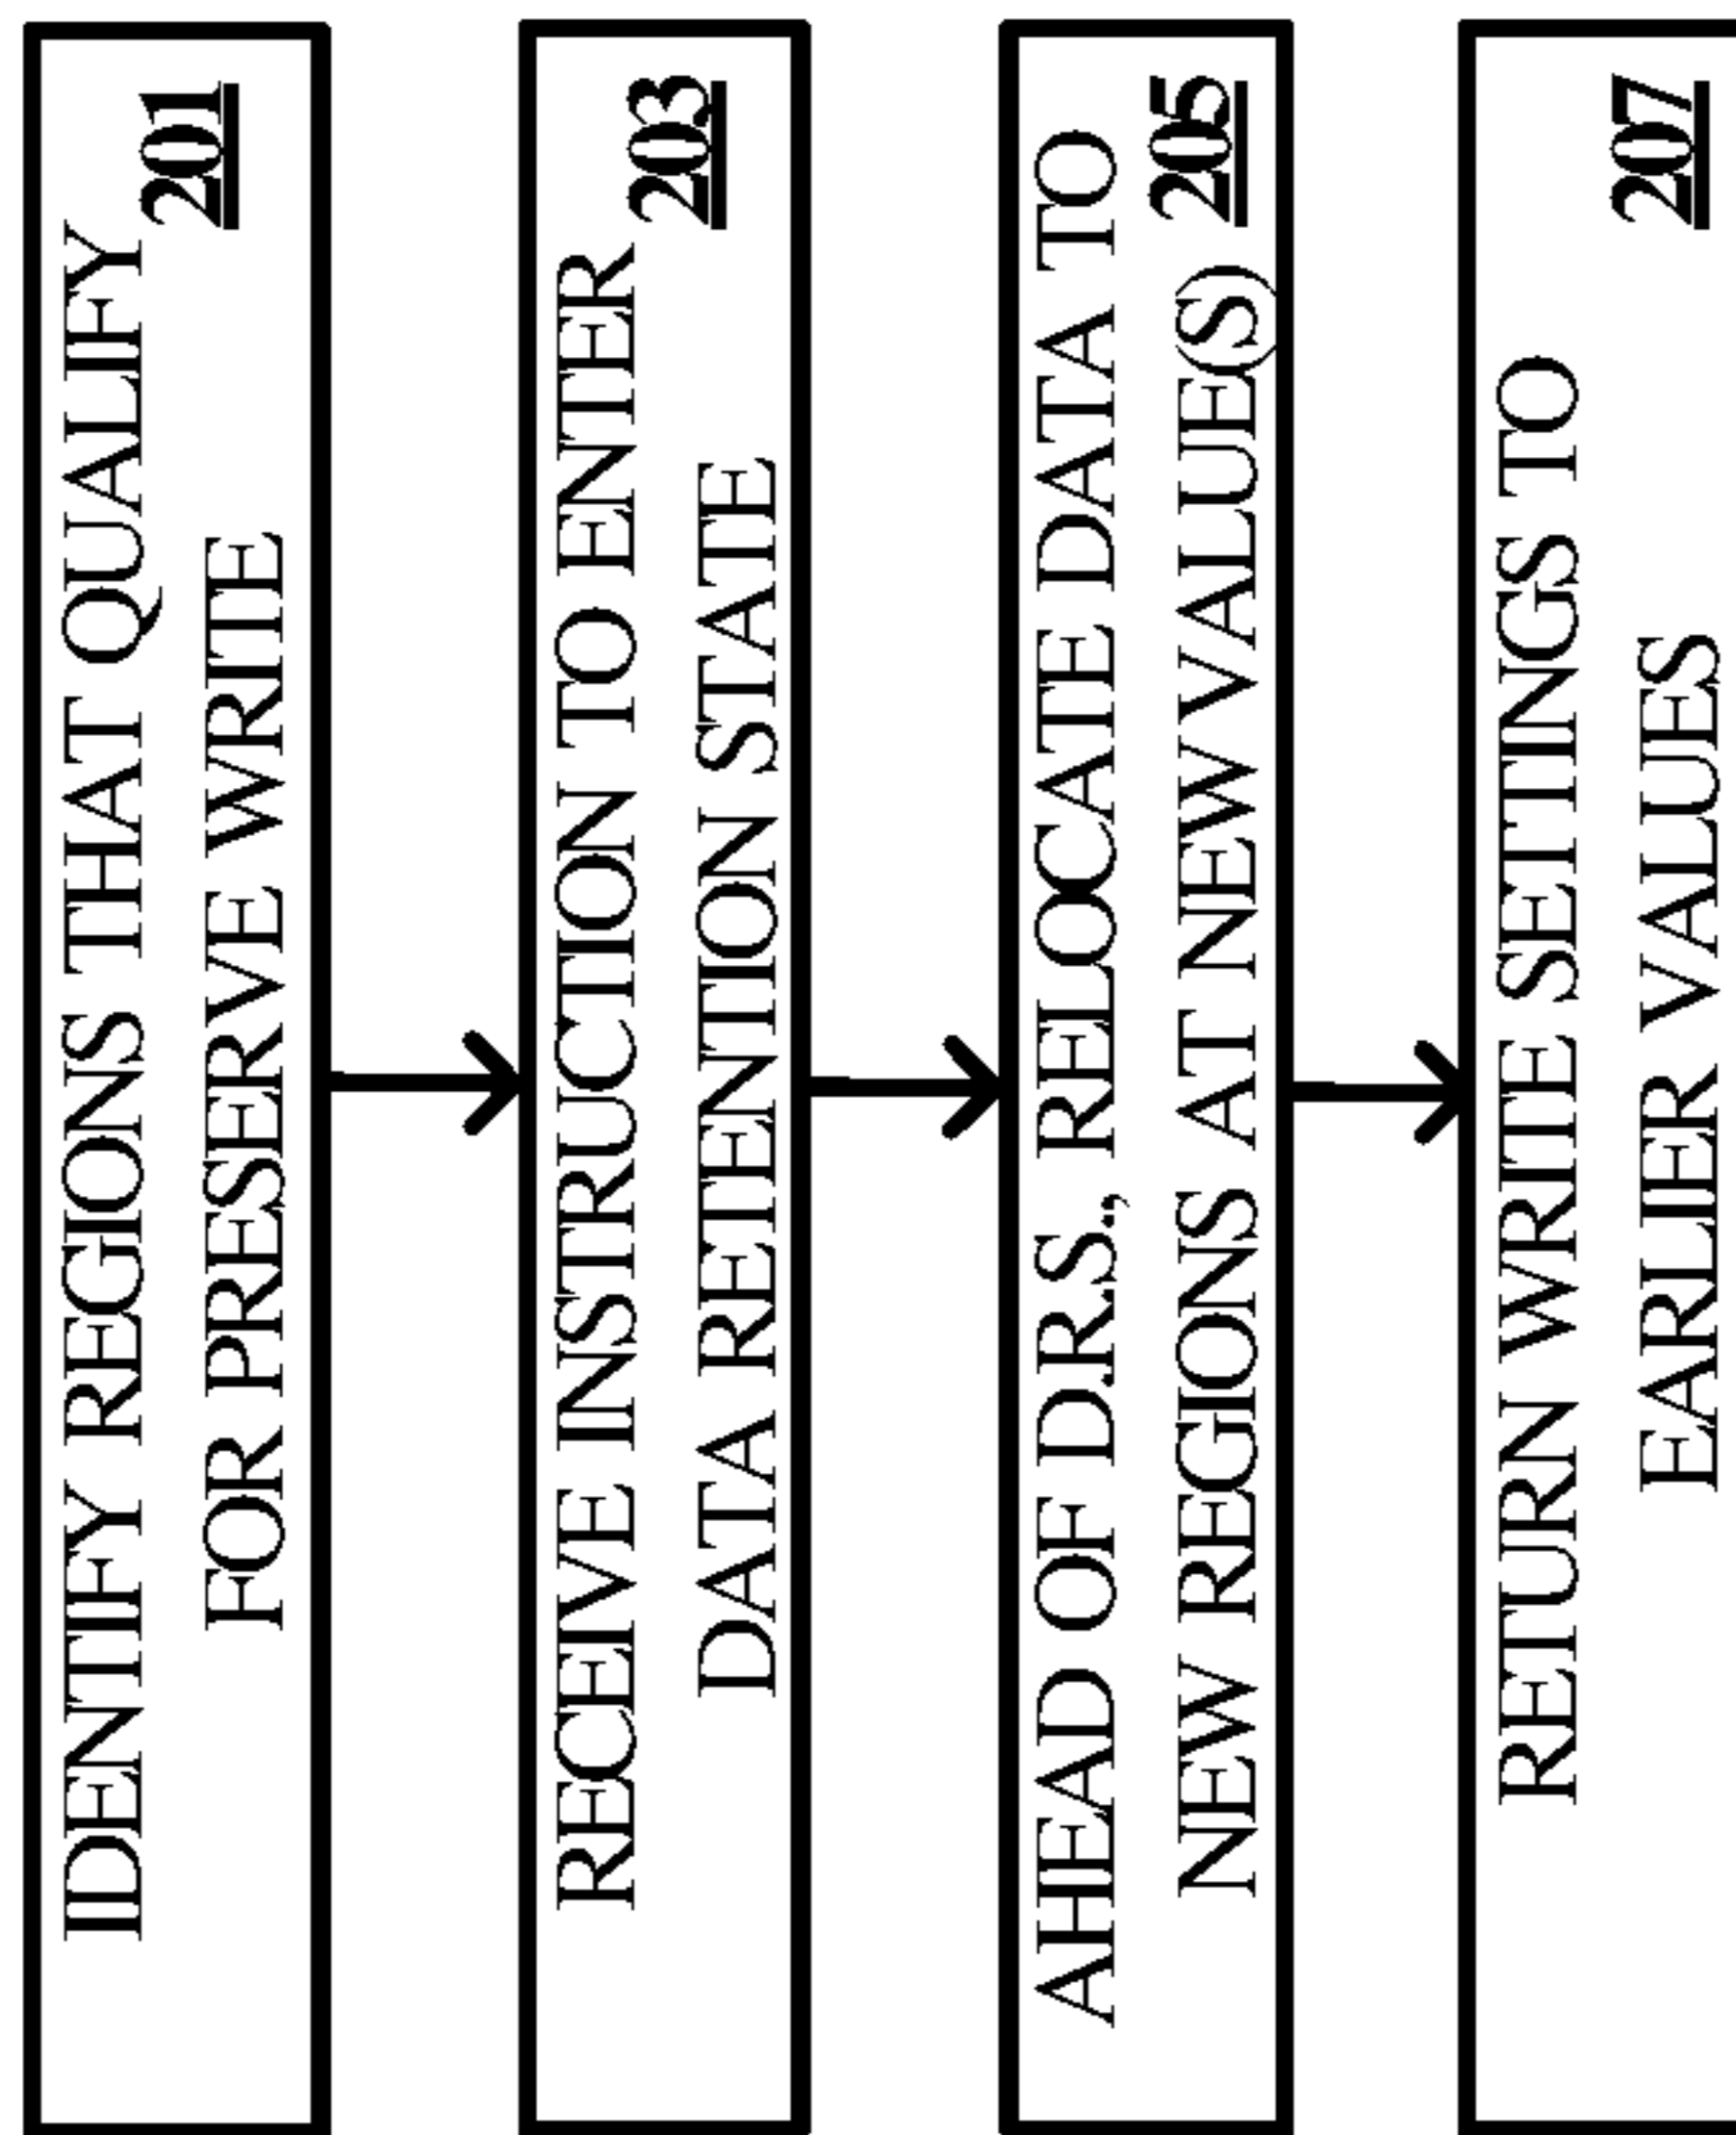 IDENTIFY REGIONS THAT QUALIFY
FOR PRESERVE WRITE
201
RECEIVE INSTRUCTION TO ENTER
DATA RETENTION STATE
203
AHEAD OF D.R.S., RELOCATE DATA TO
NEW REGIONS AT NEW VALUE(S)
205
RETURN WRITE SETTINGS TO
EARLIER VALUES
207